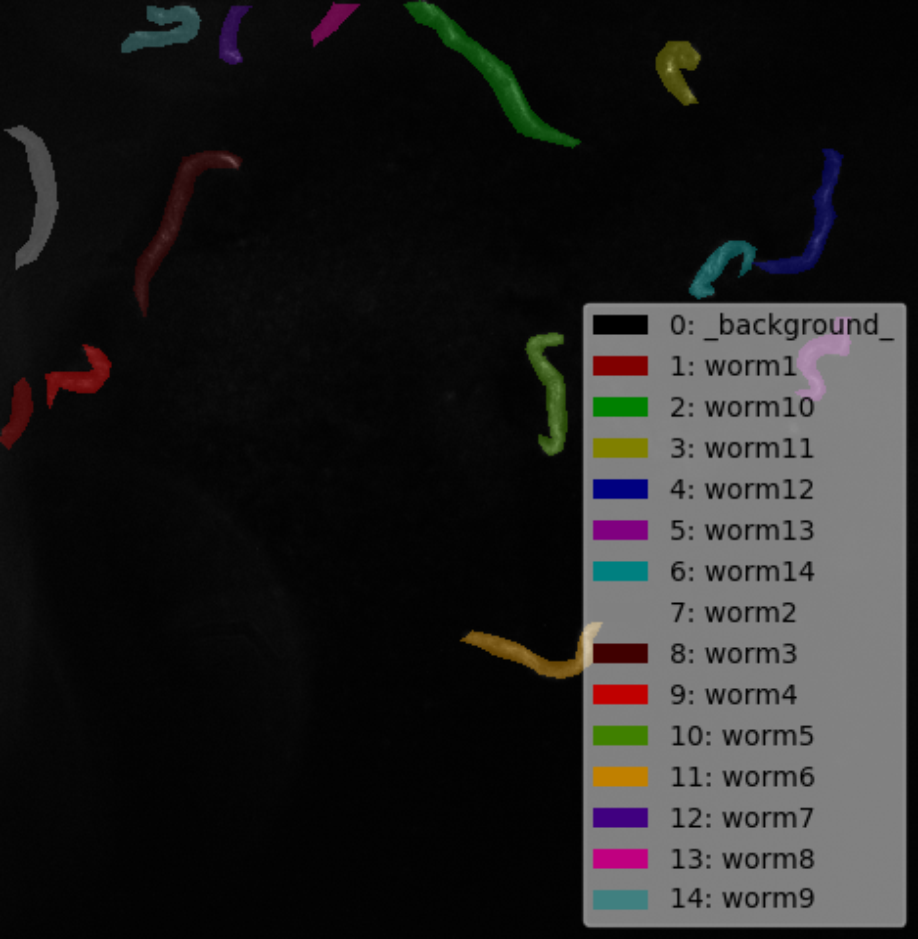 0: _background_
1: worm1
2: worm10
3: worm11
4: worm12
5: worm13
6: worm14
7: worm2
8: worm3
9: worm4
10: worm5
11: worm6
12: worm7
13: worm8
14: worm9